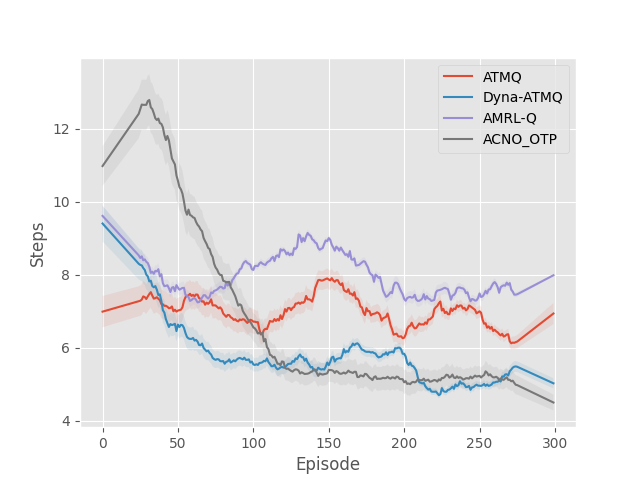 ATMQ
Dyna-ATMQ
AMRL-Q
ACNO_OTP
12
10
8
6
4
Steps
0 50 100 150 200 250 300
Episode